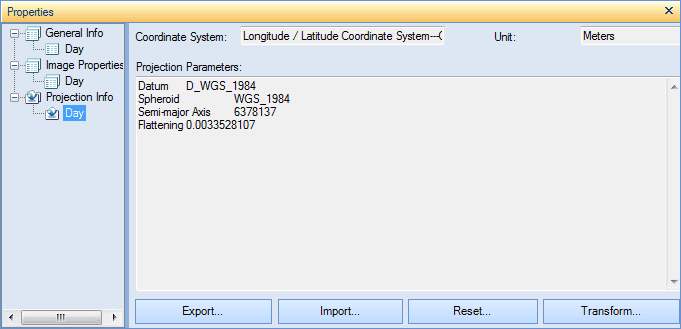 Properties
General Info
Day
Image Properties
Day
Projection Info
Day
Coordinate System: Longitude / Latitude Coordinate System---
Unit: Meters
Projection Parameters:
Datum D_WGS_1984
Spheroid WGS_1984
Semi-major Axis 6378137
Flattening 0.0033528107
Export...
Import...
Reset...
Transform...